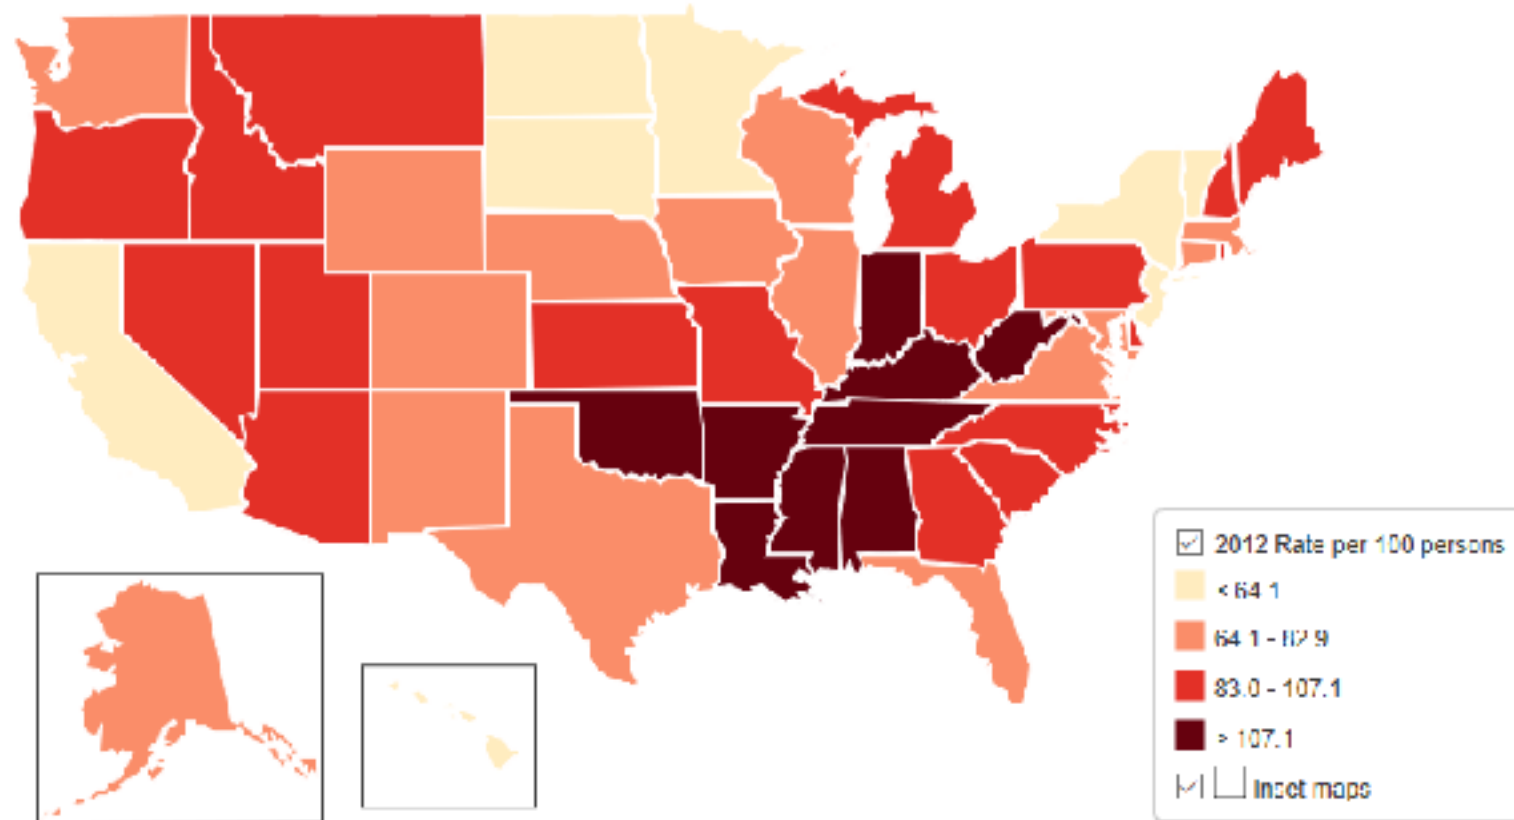 2012 Rate per 100 persons
< 64.1
64.1 - 82.9
83.0 - 107.1
> 107.1
Inset maps